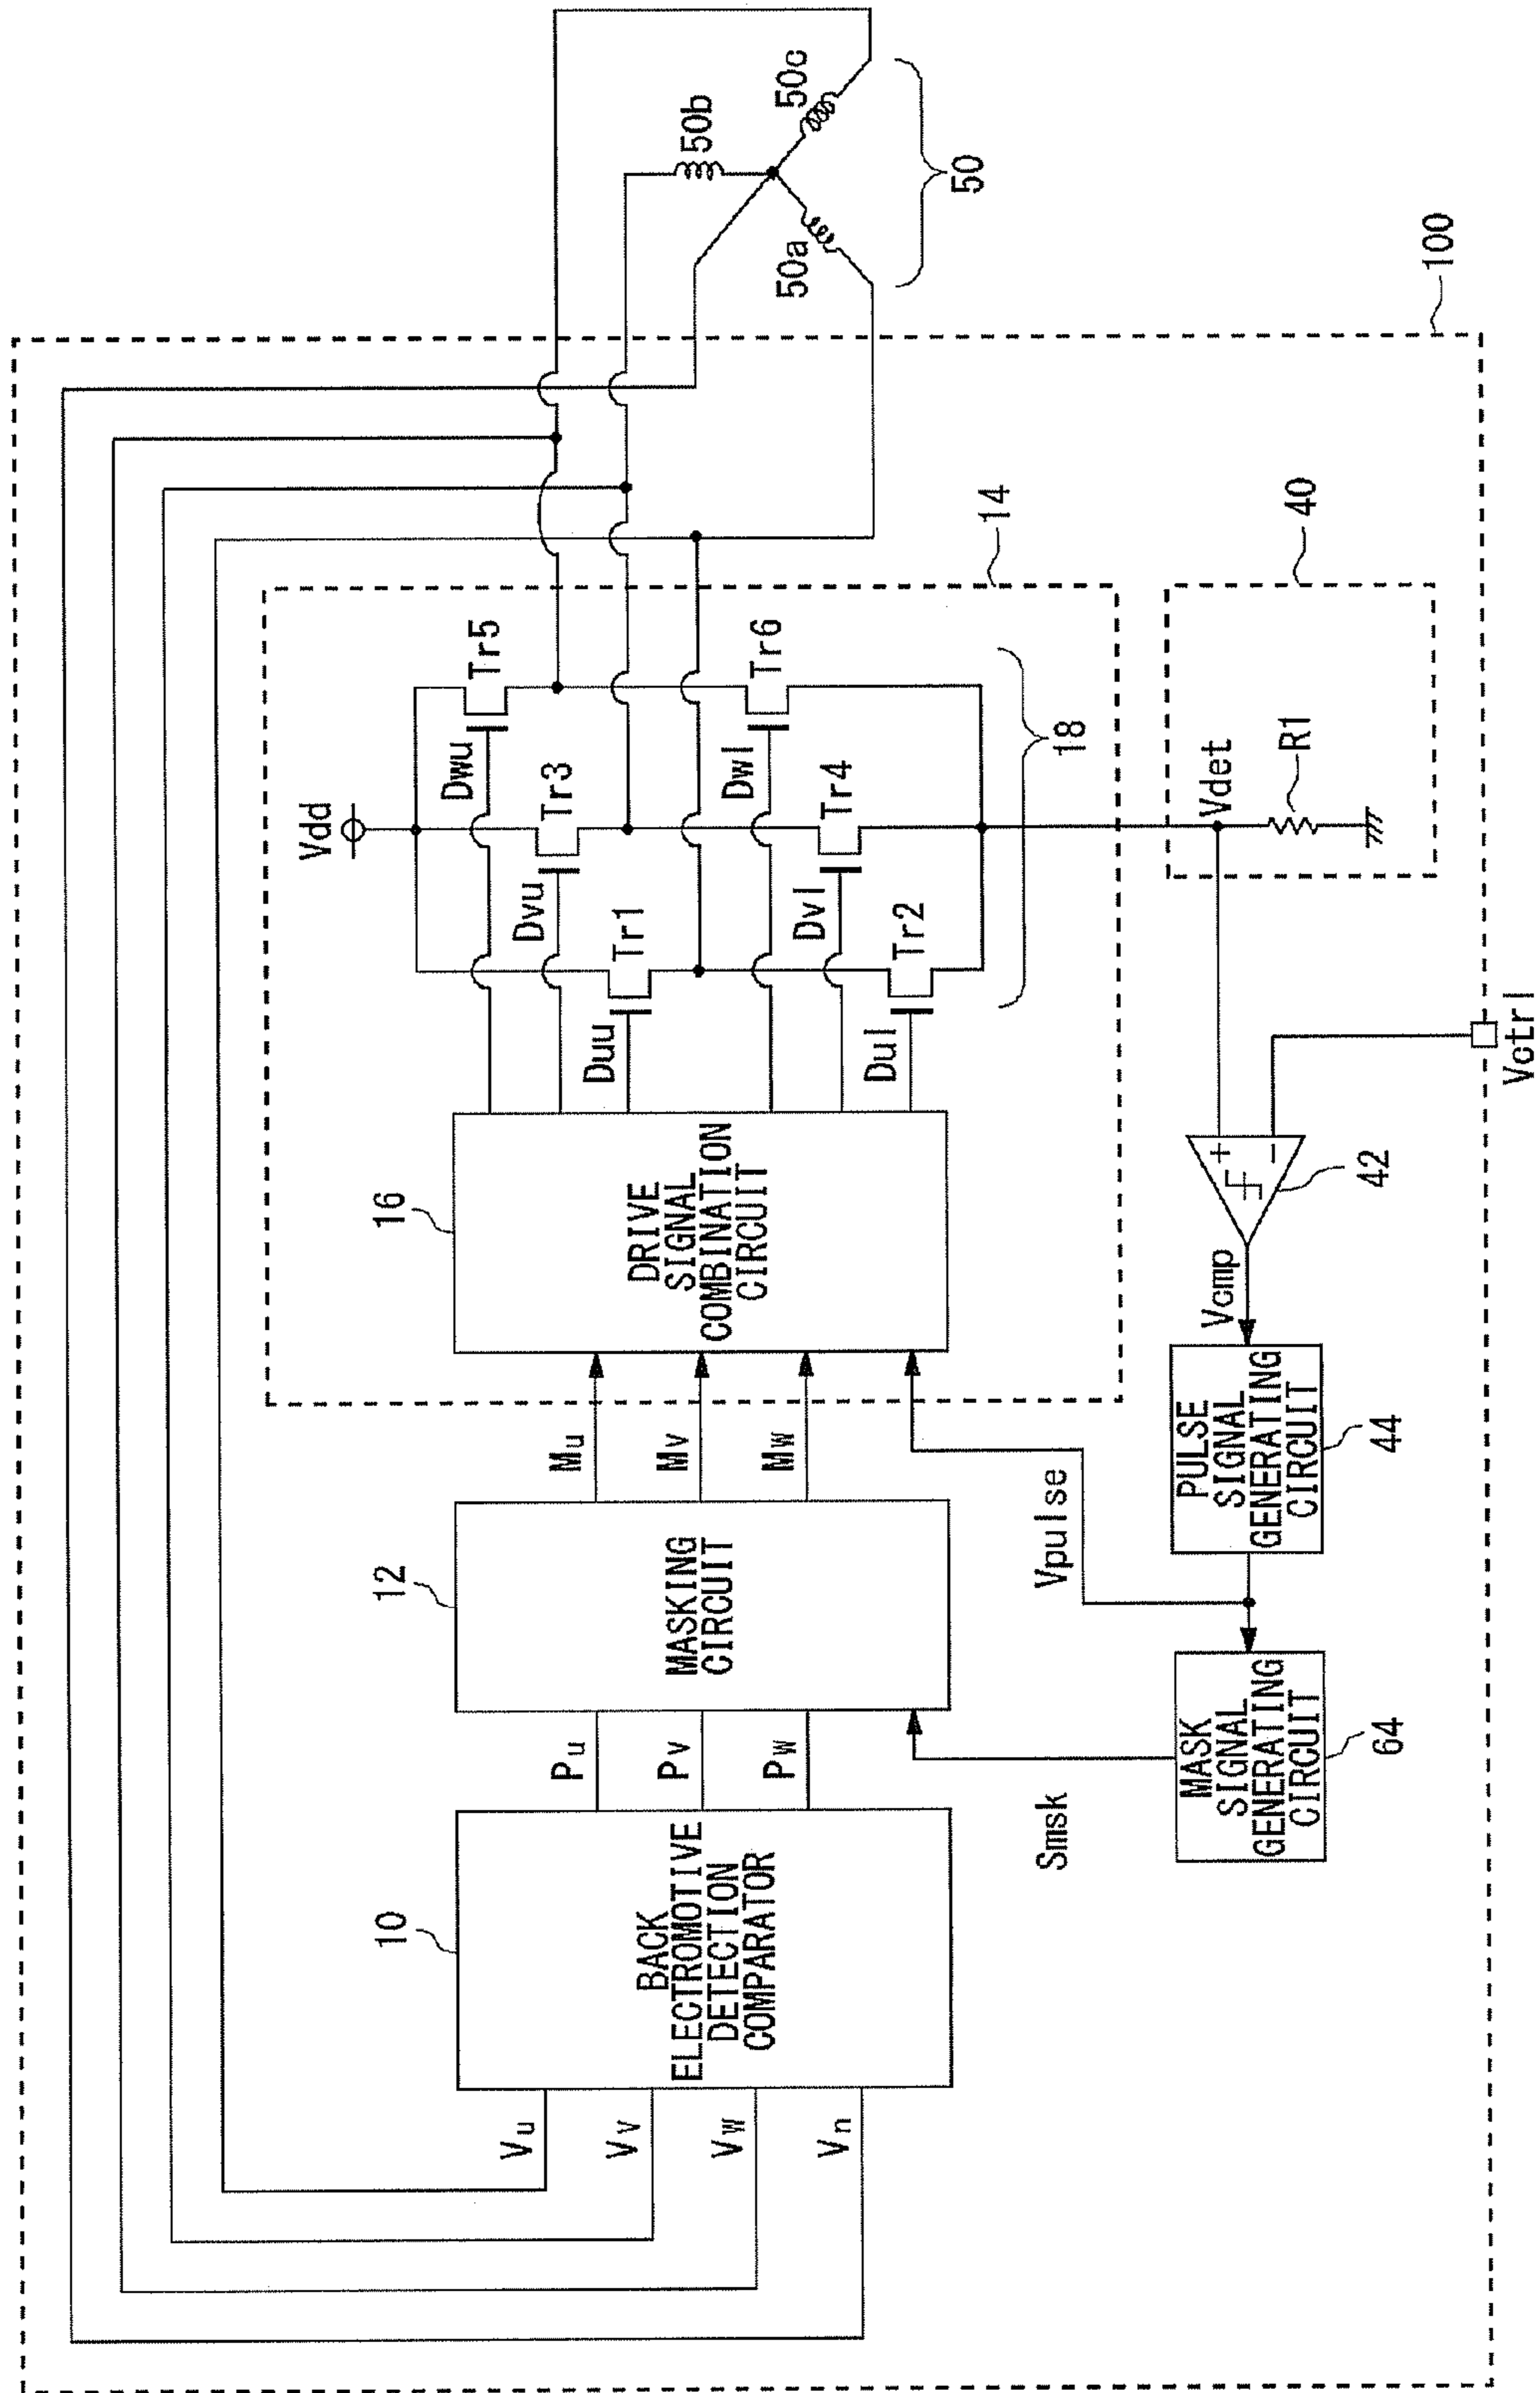 100
10
BACK
ELECTROMOTIVE
DETECTION
COMPARATOR
Vu
Vv
Vw
Vn
Pu
Pv
Pw
12
MASKING
CIRCUIT
Mu
Mv
Mw
14
16
DRIVE
SIGNAL
COMBINATION
CIRCUIT
Vdd
Dwu
Tr5
Dvu
Tr3
Duu
Tr1
Dwl
Tr6
Dvl
Tr4
Dul
Tr2
18
50b
50c
50a
50
Smsk
Vpulse
MASK
SIGNAL
GENERATING
CIRCUIT
64
PULSE
SIGNAL
GENERATING
CIRCUIT
44
Vcmp
+
-
42
Vdet
R1
40
Vctrl